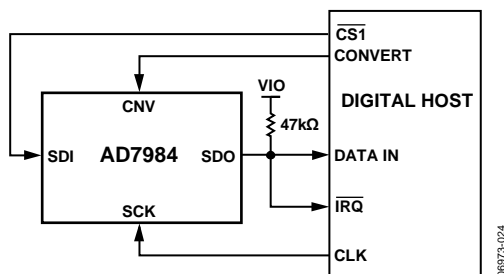 CS1
CONVERT
VIO
CNV
DIGITAL HOST
47kΩ
SDI
AD7984
SDO
DATA IN
SCK
IRQ
CLK
06973-024